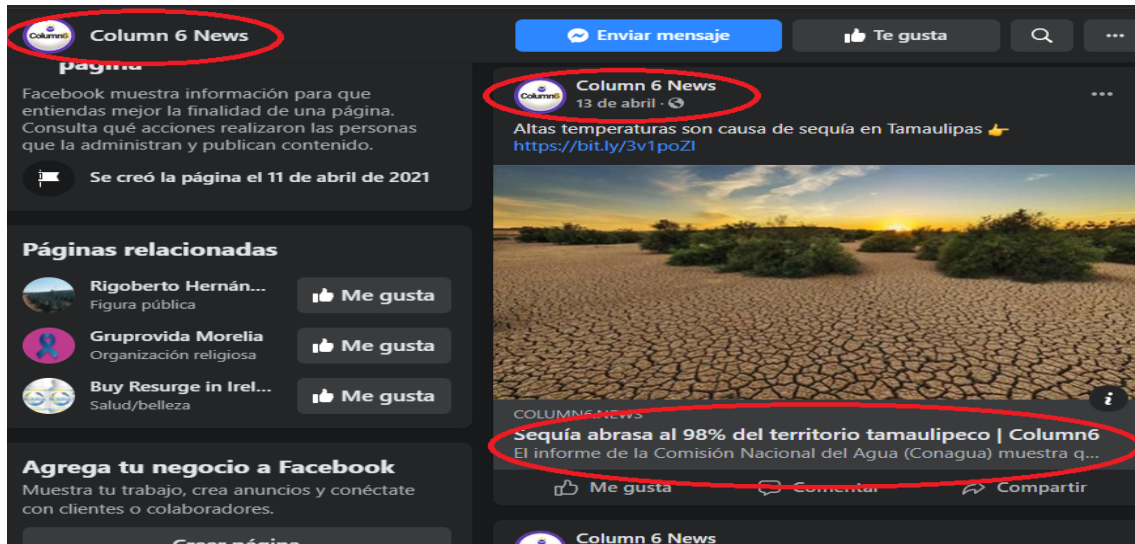 Column6
Column 6 News
Enviar mensaje
Te gusta
página
Facebook muestra información para que
entiendas mejor la finalidad de una página.
Consulta qué acciones realizaron las personas
que la administran y publican contenido.
Se creó la página el 11 de abril de 2021
Páginas relacionadas
Rigoberto Hernán...
Figura pública
Me gusta
Gruprovida Morelia
Organización religiosa
Me gusta
Buy Resurge in Irel...
Salud/belleza
Me gusta
Agrega tu negocio a Facebook
Muestra tu trabajo, crea anuncios y conéctate
con clientes o colaboradores.
Crear página
Column6
Column 6 News
13 de abril ·
Altas temperaturas son causa de sequía en Tamaulipas
https://bit.ly/3v1poZI
COLUMN6.NEWS
Sequía abrasa al 98% del territorio tamaulipeco | Column6
El informe de la Comisión Nacional del Agua (Conagua) muestra q...
Me gusta
Comentar
Compartir
Column 6 News